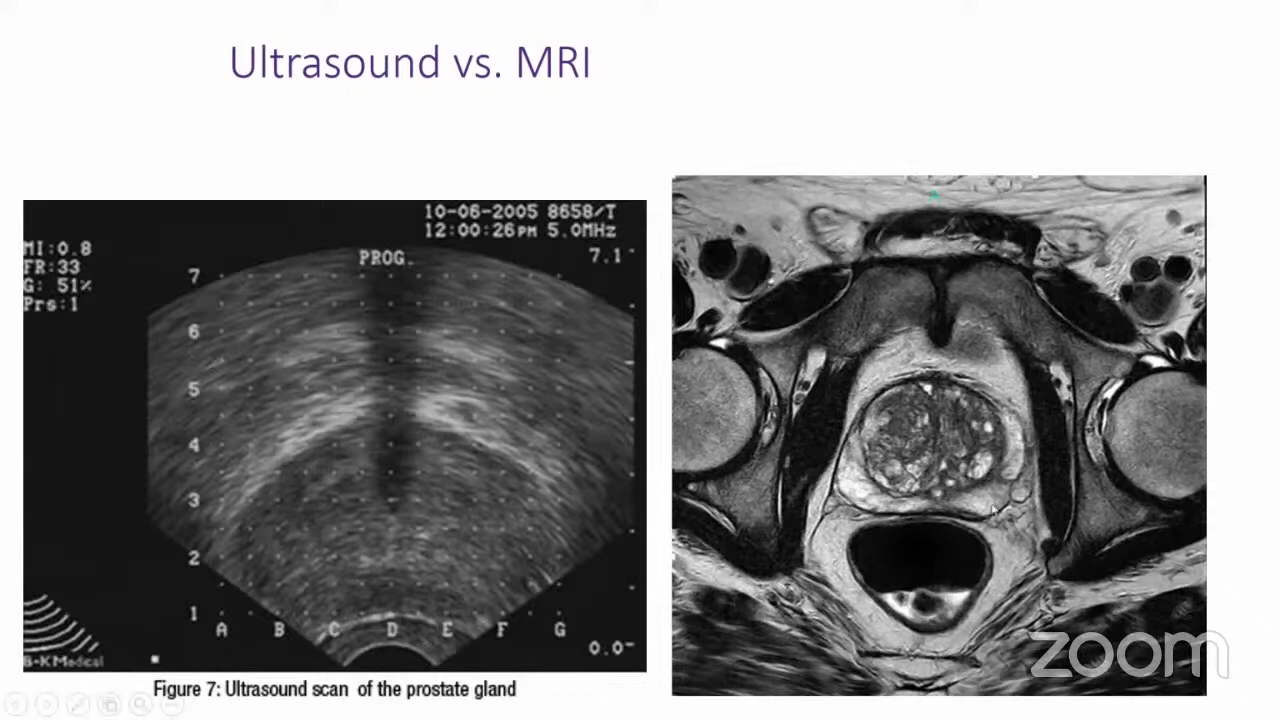 Ultrasound vs. MRI
10-06-2005 8658/T
12:00:26PM 5.0MHz
MI:0.8
FR:33
G: 51%
Prs:1
PROG.
7.1
7
6
5
4
3
2
1
A B C D E F G
0.0
B-KMedical
Figure 7: Ultrasound scan of the prostate gland
zoom